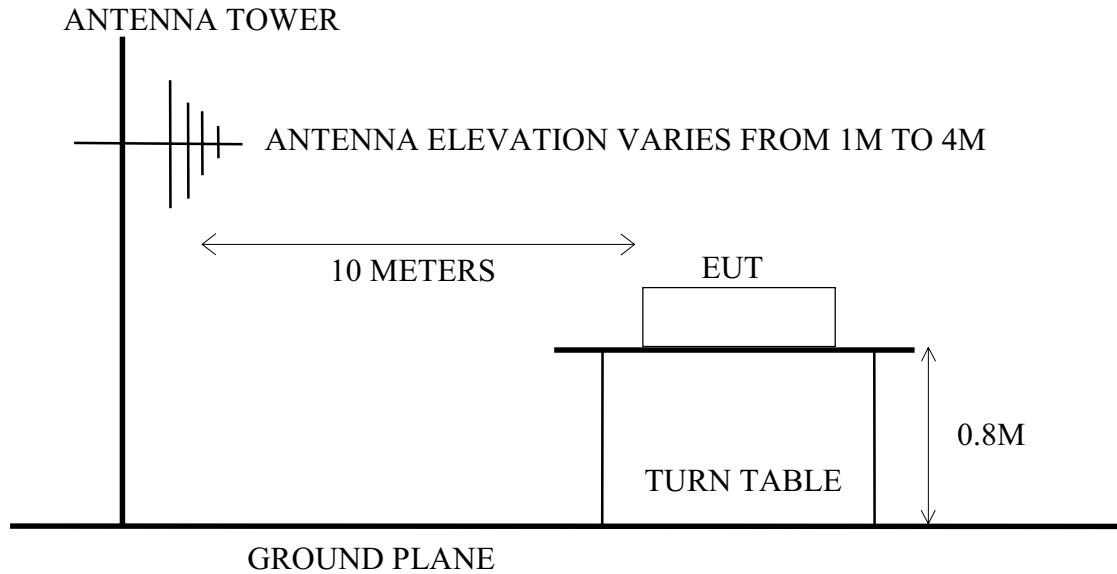 ANTENNA TOWER
ANTENNA ELEVATION VARIES FROM 1M TO 4M
10 METERS
EUT
0.8M
TURN TABLE
GROUND PLANE